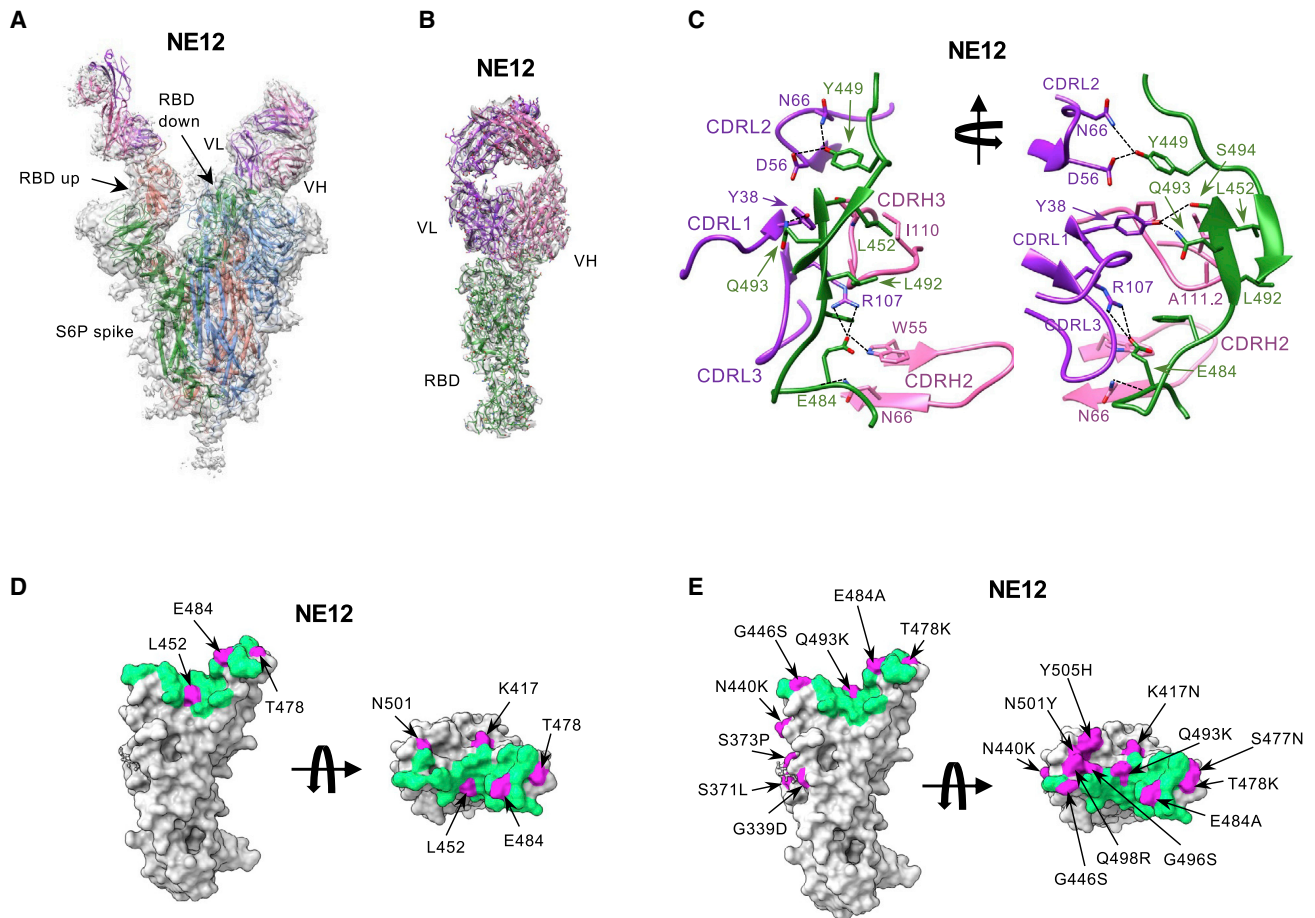 A
NE12
RBD
down
VL
RBD up
VH
S6P spike
B
NE12
VL
VH
RBD
C
NE12
N66
Y449
CDRL2
D56
Y38
CDRH3
CDRL1
I110
L452
Q493
L492
R107
W55
CDRL3
CDRH2
E484
N66
CDRL2
N66
Y449
S494
D56
Q493
L452
Y38
CDRL1
R107
A111.2
L492
CDRL3
CDRH2
E484
N66
D
NE12
E484
L452
T478
N501
K417
T478
L452
E484
E
NE12
E484A
G446S
Q493K
T478K
N440K
S373P
S371L
G339D
Y505H
N501Y
K417N
N440K
Q493K
S477N
T478K
E484A
Q498R
G496S
G446S